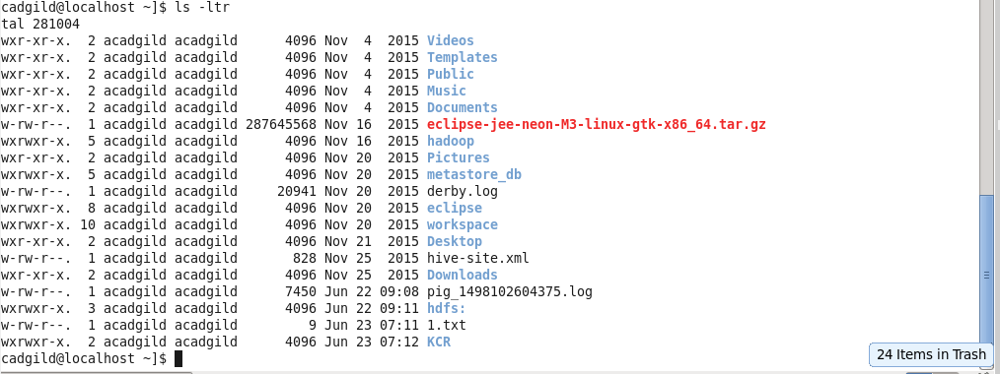 cadgild@localhost ~]$ ls -ltr
tal 281004
wxr-xr-x.  2 acadgild acadgild      4096 Nov  4  2015 Videos
wxr-xr-x.  2 acadgild acadgild      4096 Nov  4  2015 Templates
wxr-xr-x.  2 acadgild acadgild      4096 Nov  4  2015 Public
wxr-xr-x.  2 acadgild acadgild      4096 Nov  4  2015 Music
wxr-xr-x.  2 acadgild acadgild      4096 Nov  4  2015 Documents
w-rw-r--.  1 acadgild acadgild 287645568 Nov 16  2015 eclipse-jee-neon-M3-linux-gtk-x86_64.tar.gz
wxrwxr-x.  5 acadgild acadgild      4096 Nov 16  2015 hadoop
wxr-xr-x.  2 acadgild acadgild      4096 Nov 20  2015 Pictures
wxrwxr-x.  5 acadgild acadgild      4096 Nov 20  2015 metastore_db
w-rw-r--.  1 acadgild acadgild     20941 Nov 20  2015 derby.log
wxrwxr-x.  8 acadgild acadgild      4096 Nov 20  2015 eclipse
wxrwxr-x. 10 acadgild acadgild      4096 Nov 20  2015 workspace
wxr-xr-x.  2 acadgild acadgild      4096 Nov 21  2015 Desktop
w-rw-r--.  1 acadgild acadgild       828 Nov 25  2015 hive-site.xml
wxr-xr-x.  2 acadgild acadgild      4096 Nov 25  2015 Downloads
w-rw-r--.  1 acadgild acadgild      7450 Jun 22 09:08 pig_1498102604375.log
wxrwxr-x.  3 acadgild acadgild      4096 Jun 22 09:11 hdfs:
w-rw-r--.  1 acadgild acadgild         9 Jun 23 07:11 1.txt
wxrwxr-x.  2 acadgild acadgild      4096 Jun 23 07:12 KCR
cadgild@localhost ~]$
24 Items in Trash